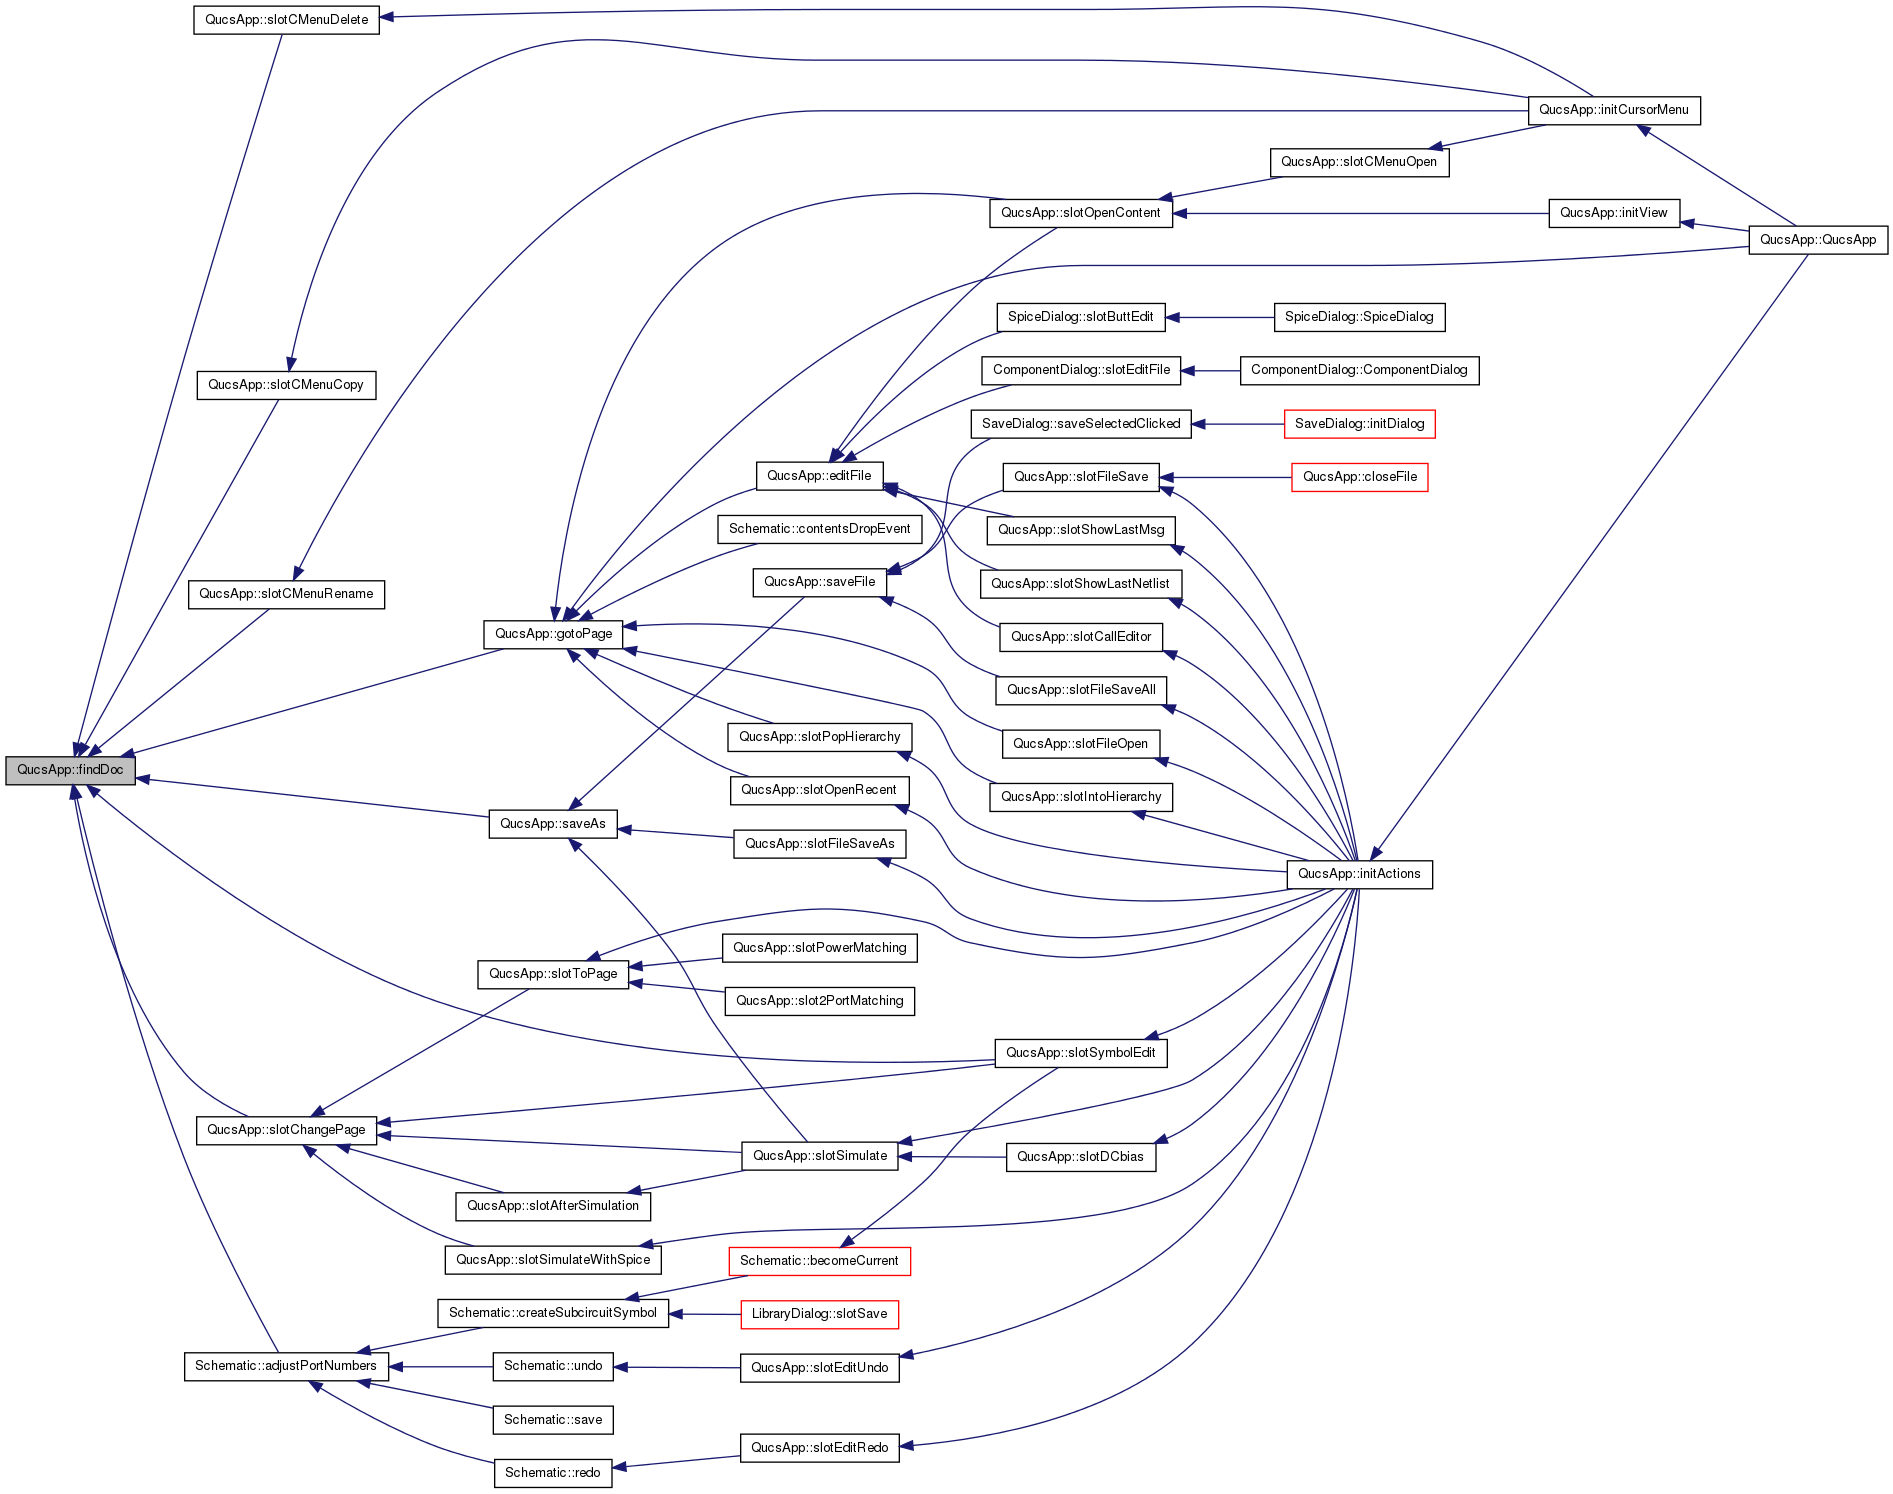 QucsApp::slotCMenuDelete
QucsApp::initCursorMenu
QucsApp::slotCMenuOpen
QucsApp::slotOpenContent
QucsApp::initView
QucsApp::QucsApp
SpiceDialog::slotButtEdit
SpiceDialog::SpiceDialog
ComponentDialog::slotEditFile
ComponentDialog::ComponentDialog
QucsApp::slotCMenuCopy
SaveDialog::saveSelectedClicked
SaveDialog::initDialog
QucsApp::editFile
QucsApp::slotFileSave
QucsApp::closeFile
Schematic::contentsDropEvent
QucsApp::slotShowLastMsg
QucsApp::saveFile
QucsApp::slotShowLastNetlist
QucsApp::slotCMenuRename
QucsApp::gotoPage
QucsApp::slotCallEditor
QucsApp::slotFileSaveAll
QucsApp::slotPopHierarchy
QucsApp::slotFileOpen
QucsApp::findDoc
QucsApp::slotOpenRecent
QucsApp::slotIntoHierarchy
QucsApp::saveAs
QucsApp::slotFileSaveAs
QucsApp::initActions
QucsApp::slotPowerMatching
QucsApp::slotToPage
QucsApp::slot2PortMatching
QucsApp::slotSymbolEdit
QucsApp::slotChangePage
QucsApp::slotSimulate
QucsApp::slotDCbias
QucsApp::slotAfterSimulation
QucsApp::slotSimulateWithSpice
Schematic::becomeCurrent
Schematic::createSubcircuitSymbol
LibraryDialog::slotSave
Schematic::adjustPortNumbers
Schematic::undo
QucsApp::slotEditUndo
Schematic::save
QucsApp::slotEditRedo
Schematic::redo